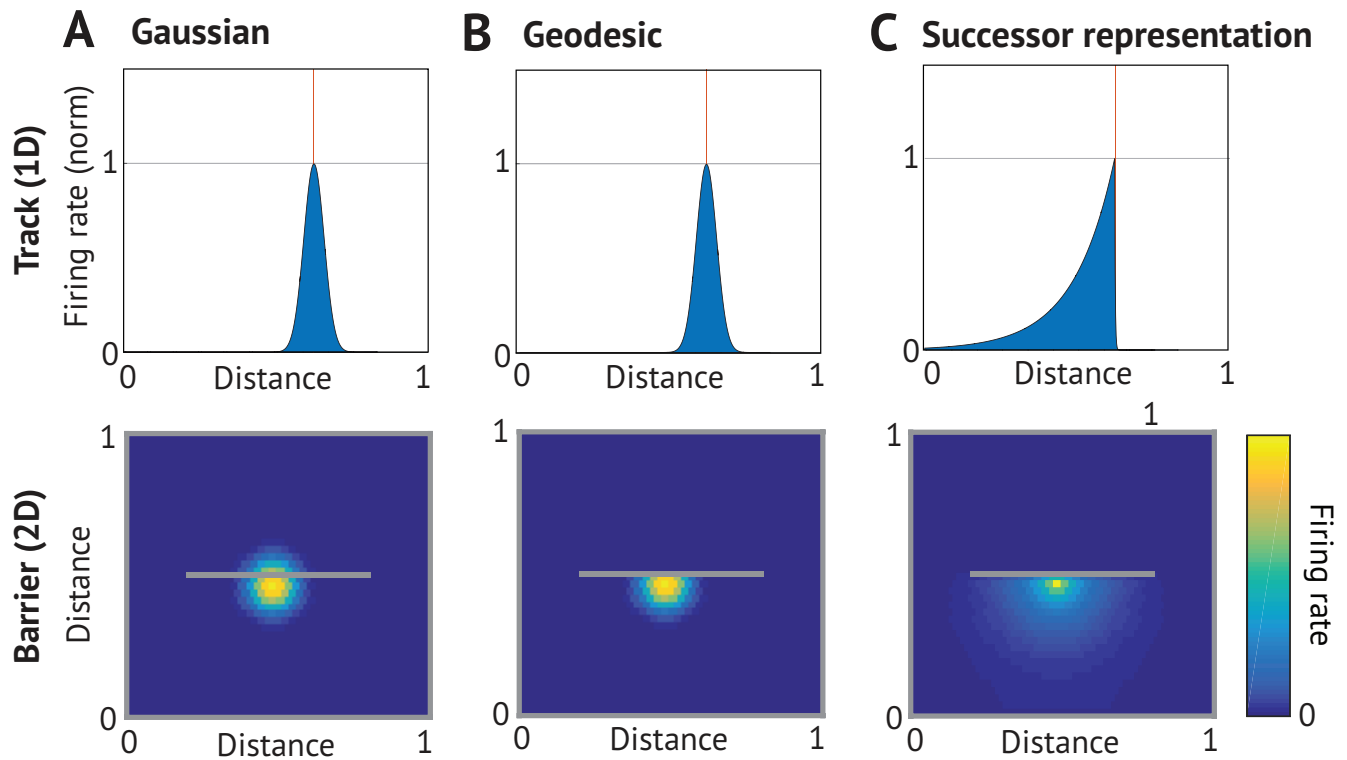 A Gaussian
B Geodesic
C Successor representation
Track (1D)
Firing rate (norm)
1
0
0
Distance
1
1
0
0
Distance
1
1
0
0
Distance
1
Barrier (2D)
Distance
1
0
0
Distance
1
1
0
0
Distance
1
1
0
0
Distance
1
1
0
Firing rate